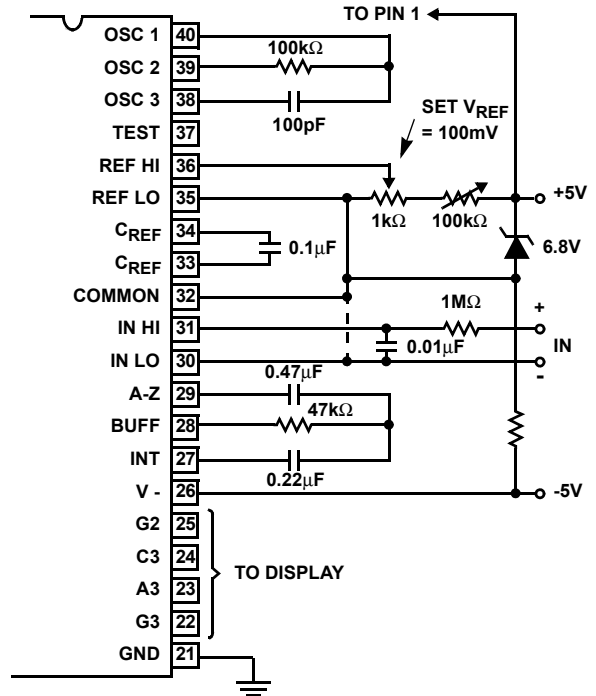 TO PIN 1
OSC 1 40
100kΩ
OSC 2 39
OSC 3 38
100pF
SET VREF
= 100mV
TEST 37
REF HI 36
REF LO 35
+5V
1kΩ 100kΩ
CREF 34
0.1µF
6.8V
CREF 33
COMMON 32
1MΩ
+
IN HI 31
0.01µF
IN
IN LO 30
-
0.47µF
A-Z 29
47kΩ
BUFF 28
INT 27
0.22µF
V - 26
-5V
G2 25
C3 24
TO DISPLAY
A3 23
G3 22
GND 21